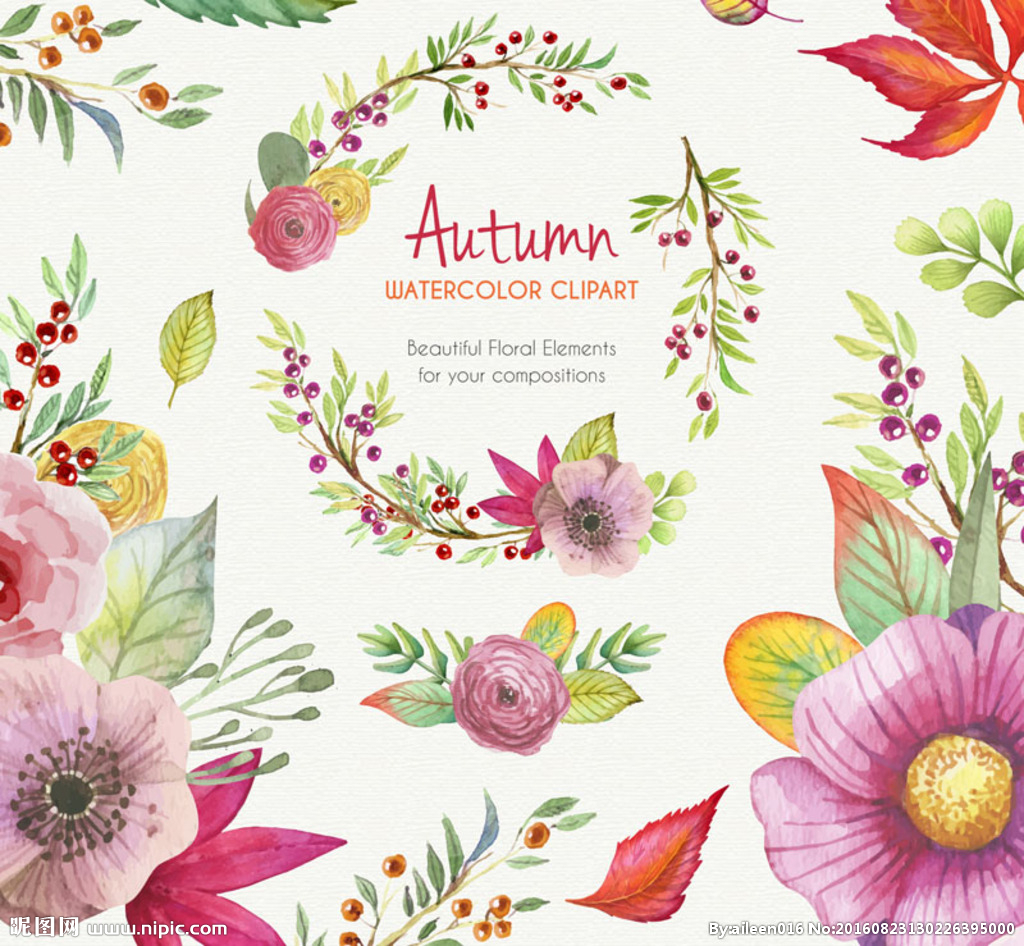 Autumn
WATERCOLOR CLIPART
Beautiful Floral Elements
for your compositions
昵图网 www.nipic.com
By:aileen016 No:20160823130226395000